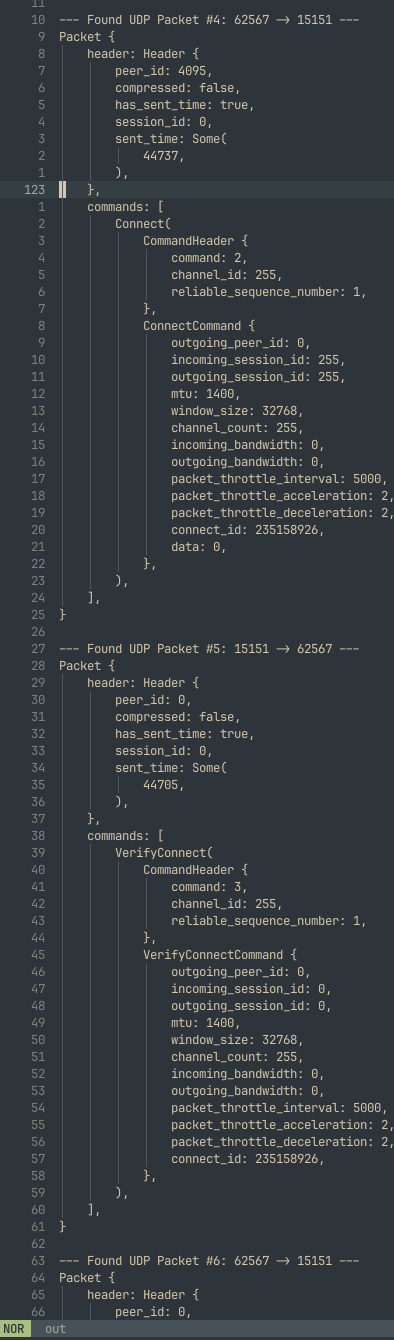 11
10 --- Found UDP Packet #4: 62567 -> 15151 ---
9 Packet {
8 header: Header {
7 peer_id: 4095,
6 compressed: false,
5 has_sent_time: true,
4 session_id: 0,
3 sent_time: Some(
2 44737,
1 ),
123 },
1 commands: [
2 Connect(
3 CommandHeader {
4 command: 2,
5 channel_id: 255,
6 reliable_sequence_number: 1,
7 },
8 ConnectCommand {
9 outgoing_peer_id: 0,
10 incoming_session_id: 255,
11 outgoing_session_id: 255,
12 mtu: 1400,
13 window_size: 32768,
14 channel_count: 255,
15 incoming_bandwidth: 0,
16 outgoing_bandwidth: 0,
17 packet_throttle_interval: 5000,
18 packet_throttle_acceleration: 2,
19 packet_throttle_deceleration: 2,
20 connect_id: 235158926,
21 data: 0,
22 },
23 ),
24 ],
25 }
26
27 --- Found UDP Packet #5: 15151 -> 62567 ---
28 Packet {
29 header: Header {
30 peer_id: 0,
31 compressed: false,
32 has_sent_time: true,
33 session_id: 0,
34 sent_time: Some(
35 44705,
36 ),
37 },
38 commands: [
39 VerifyConnect(
40 CommandHeader {
41 command: 3,
42 channel_id: 255,
43 reliable_sequence_number: 1,
44 },
45 VerifyConnectCommand {
46 outgoing_peer_id: 0,
47 incoming_session_id: 0,
48 outgoing_session_id: 0,
49 mtu: 1400,
50 window_size: 32768,
51 channel_count: 255,
52 incoming_bandwidth: 0,
53 outgoing_bandwidth: 0,
54 packet_throttle_interval: 5000,
55 packet_throttle_acceleration: 2,
56 packet_throttle_deceleration: 2,
57 connect_id: 235158926,
58 },
59 ),
60 ],
61 }
62
63 --- Found UDP Packet #6: 62567 -> 15151 ---
64 Packet {
65 header: Header {
66 peer_id: 0,
NOR out